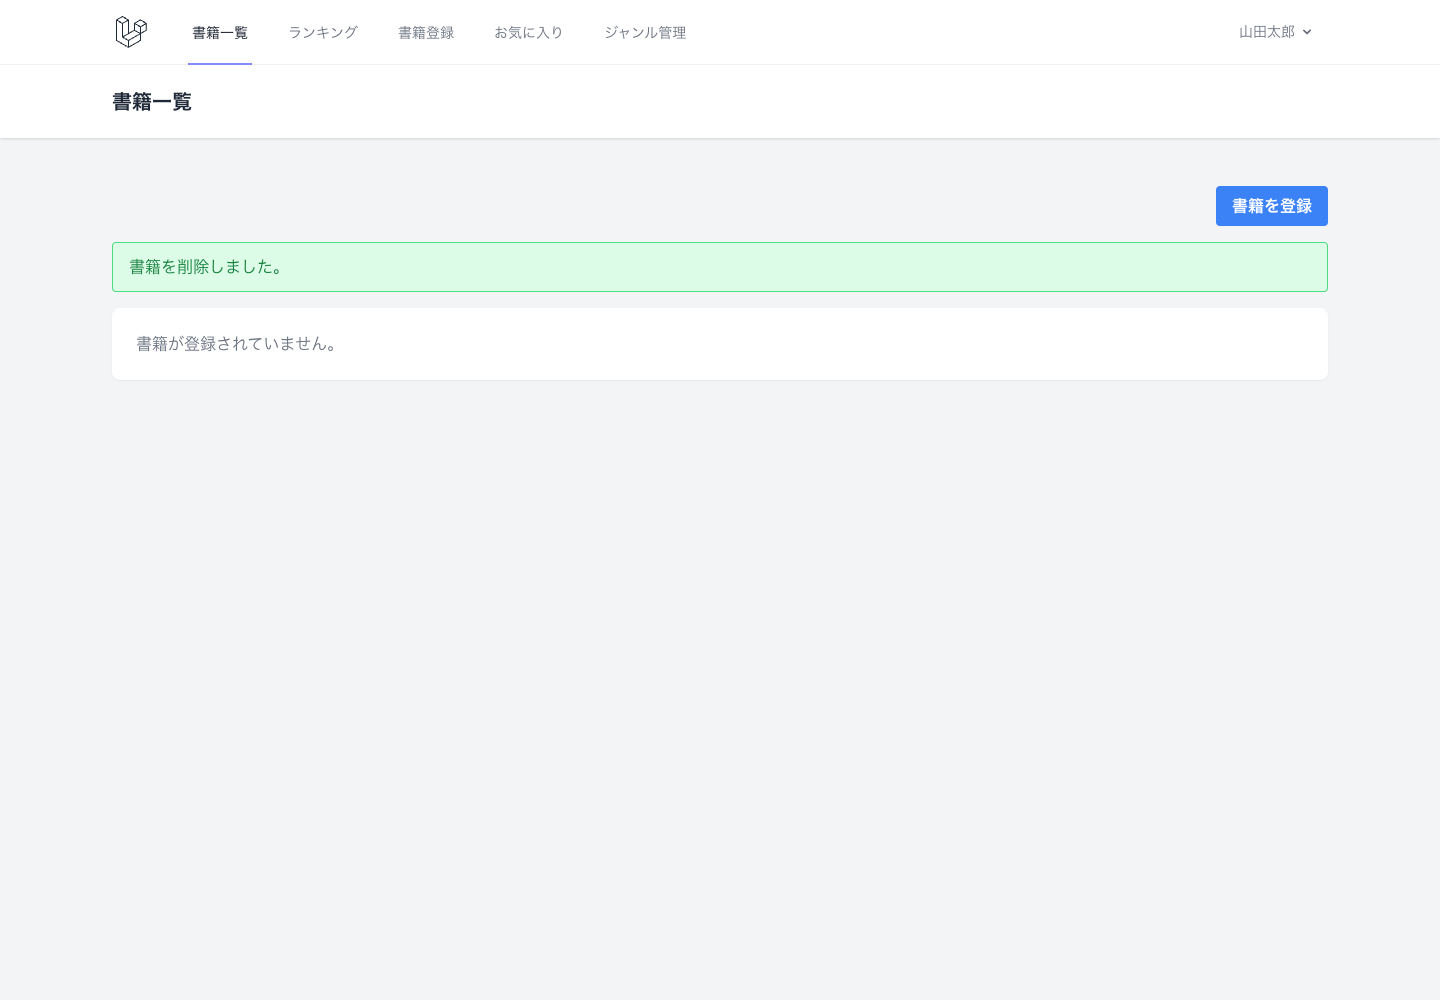 書籍一覧
ランキング
書籍登録
お気に入り
ジャンル管理
山田太郎
書籍一覧
書籍を登録
書籍を削除しました。
書籍が登録されていません。